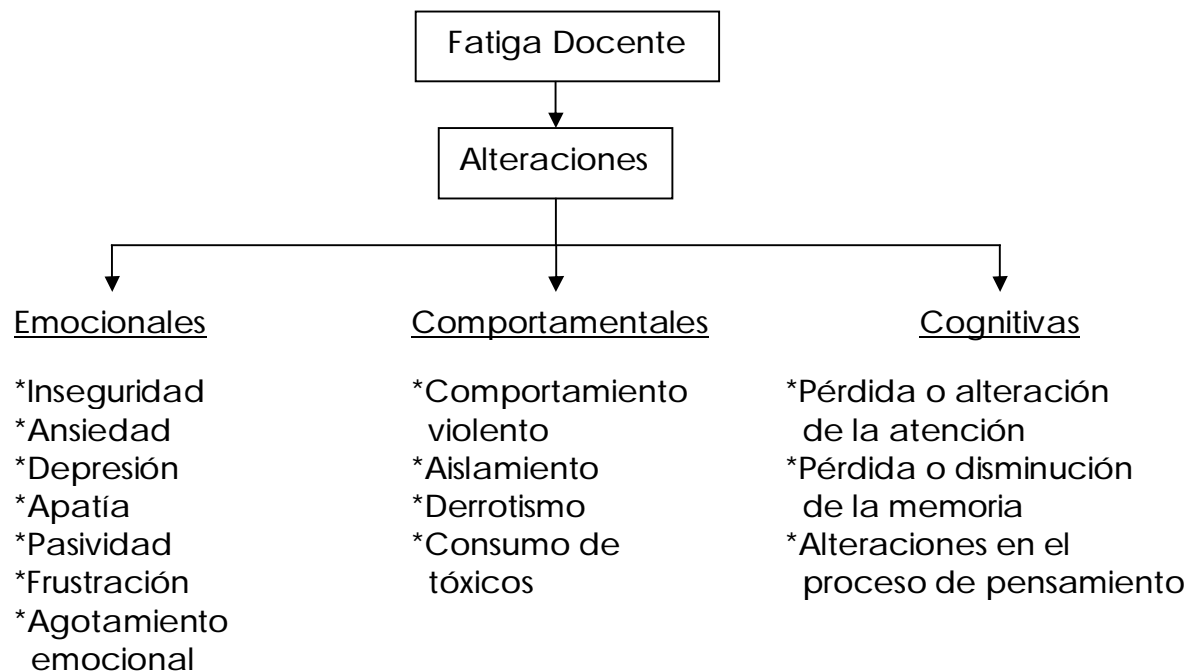 Fatiga Docente
Alteraciones
Emocionales
*Inseguridad
*Ansiedad
*Depresión
*Apatía
*Pasividad
*Frustración
*Agotamiento
emocional
Comportamentales
*Comportamiento
violento
*Aislamiento
*Derrotismo
*Consumo de
tóxicos
Cognitivas
*Pérdida o alteración
de la atención
*Pérdida o disminución
de la memoria
*Alteraciones en el
proceso de pensamiento